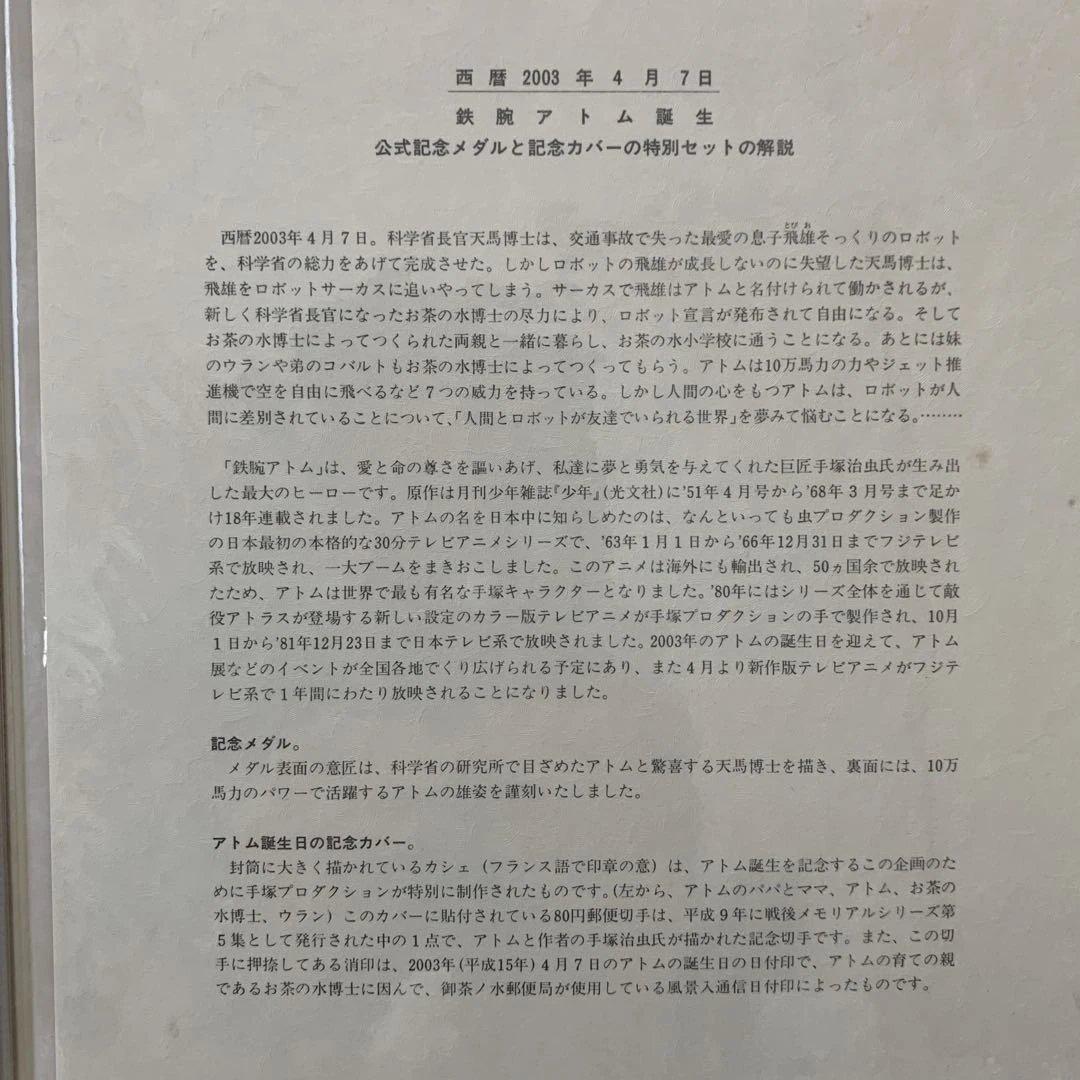 西暦 2003 年 4 月 7日
鉄腕アトム誕生
公式記念メダルと記念カバーの特別セットの解説
とび お
西暦2003年4月7日。科学省長官天馬博士は、交通事故で失った最愛の息子飛雄そっくりのロボット
を、科学省の総力をあげて完成させた。しかしロボットの飛雄が成長しないのに失望した天馬博士は、
飛雄をロボットサーカスに追いやってしまう。サーカスで飛雄はアトムと名付けられて働かされるが、
新しく科学省長官になったお茶の水博士の尽力により、ロボット宣言が発布されて自由になる。そして
お茶の水博士によってつくられた両親と一緒に暮らし、お茶の水小学校に通うことになる。あとには妹
のウランや弟のコバルトもお茶の水博士によってつくってもらう。アトムは10万馬力の力やジェット推
進機で空を自由に飛べるなど7つの威力を持っている。しかし人間の心をもつアトムは、ロボットが人
間に差別されていることについて、「人間とロボットが友達でいられる世界」を夢みて悩むことになる。………
「鉄腕アトム」は、愛と命の尊さを謳いあげ、私達に夢と勇気を与えてくれた巨匠手塚治虫氏が生み出
した最大のヒーローです。原作は月刊少年雑誌『少年』(光文社)に'51年4月号から'68年3月号まで足か
け18年連載されました。アトムの名を日本中に知らしめたのは、なんといっても虫プロダクション製作
の日本最初の本格的な30分テレビアニメシリーズで、'63年1月1日から'66年12月31日までフジテレビ
系で放映され、一大ブームをまきおこしました。このアニメは海外にも輸出され、50ヵ国余で放映され
たため、アトムは世界で最も有名な手塚キャラクターとなりました。'80年にはシリーズ全体を通じて敵
役アトラスが登場する新しい設定のカラー版テレビアニメが手塚プロダクションの手で製作され、10月
1日から'81年12月23日まで日本テレビ系で放映されました。2003年のアトムの誕生日を迎えて、アトム
展などのイベントが全国各地でくり広げられる予定にあり、また4月より新作版テレビアニメがフジテ
レビ系で1年間にわたり放映されることになりました。
記念メダル。
メダル表面の意匠は、科学省の研究所で目ざめたアトムと驚喜する天馬博士を描き、裏面には、10万
馬力のパワーで活躍するアトムの雄姿を謹刻いたしました。
アトム誕生日の記念カバー。
封筒に大きく描かれているカシェ（フランス語で印章の意）は、アトム誕生を記念するこの企画のた
めに手塚プロダクションが特別に制作されたものです。(左から、アトムのパパとママ、アトム、お茶の
水博士、ウラン）このカバーに貼付されている80円郵便切手は、平成9年に戦後メモリアルシリーズ第
5集として発行された中の1点で、アトムと作者の手塚治虫氏が描かれた記念切手です。また、この切
手に押捺してある消印は、2003年(平成15年)4月7日のアトムの誕生日の日付印で、アトムの育ての親
であるお茶の水博士に因んで、御茶ノ水郵便局が使用している風景入通信日付印によったものです。